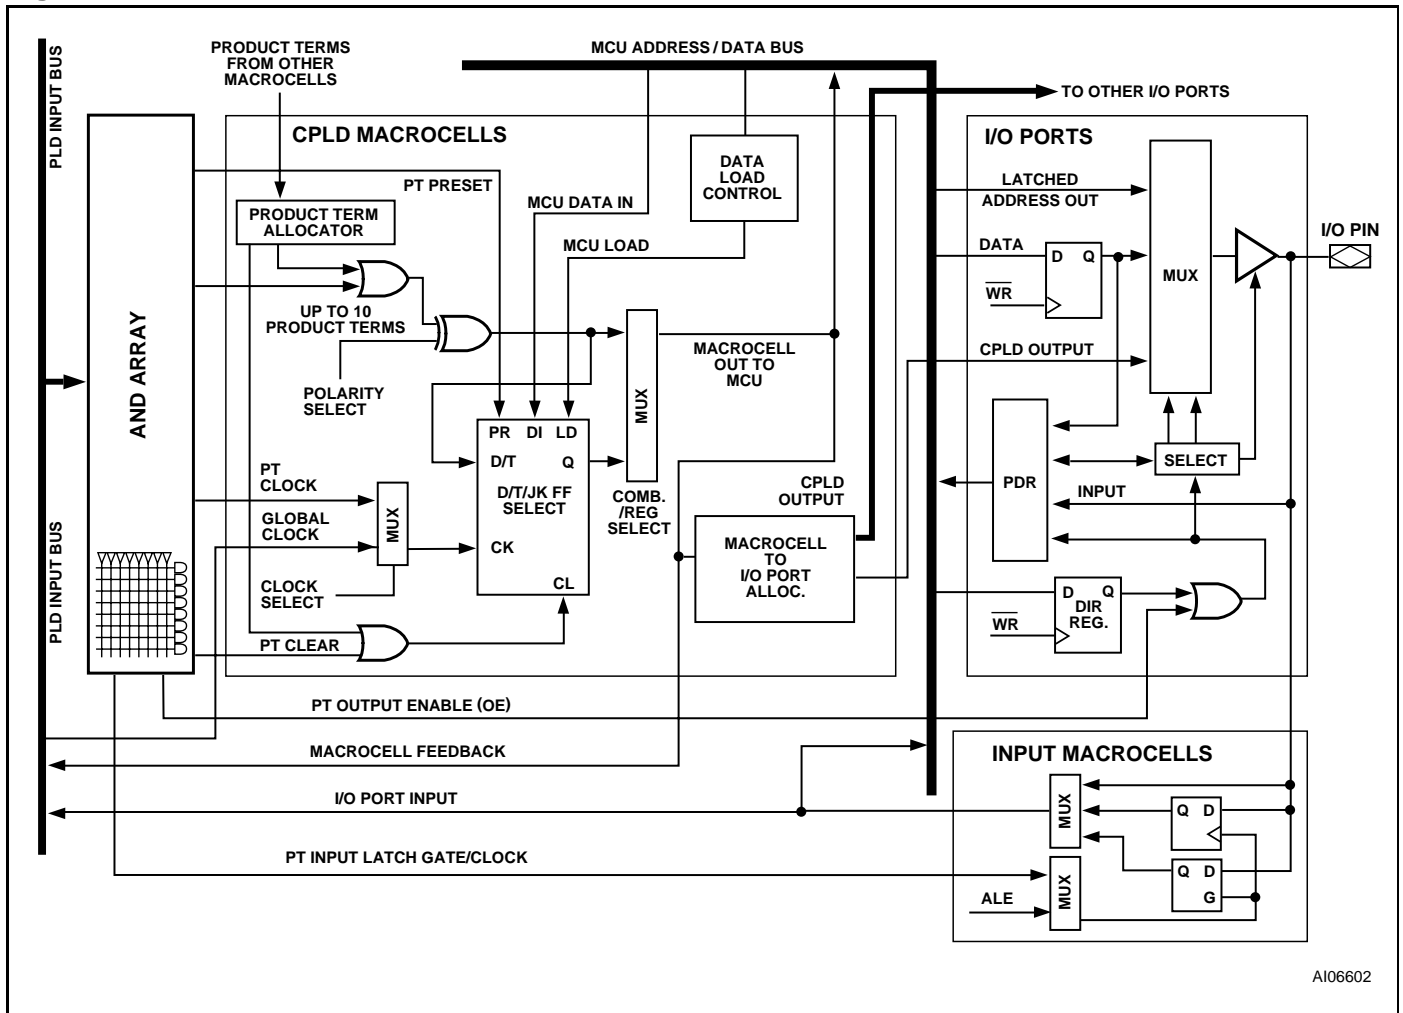 PLD INPUT BUS
PLD INPUT BUS
PRODUCT TERMS
FROM OTHER
MACROCELLS
MCU ADDRESS / DATA BUS
TO OTHER I/O PORTS
AND ARRAY
CPLD MACROCELLS
PT PRESET
PRODUCT TERM
ALLOCATOR
MCU DATA IN
MCU LOAD
DATA
LOAD
CONTROL
UP TO 10
PRODUCT TERMS
POLARITY
SELECT
PR DI LD
D/T Q
D/T/JK FF
SELECT
CK
CL
MUX
COMB.
/REG
SELECT
MACROCELL
OUT TO
MCU
PT
CLOCK
GLOBAL
CLOCK
MUX
CLOCK
SELECT
PT CLEAR
CPLD
OUTPUT
MACROCELL
TO
I/O PORT
ALLOC.
I/O PORTS
LATCHED
ADDRESS OUT
DATA
D Q
WR
MUX
I/O PIN
CPLD OUTPUT
PDR
SELECT
INPUT
D Q
DIR
REG.
WR
PT OUTPUT ENABLE (OE)
MACROCELL FEEDBACK
I/O PORT INPUT
PT INPUT LATCH GATE/CLOCK
INPUT MACROCELLS
MUX
Q D
Q D
G
MUX
ALE
AI06602